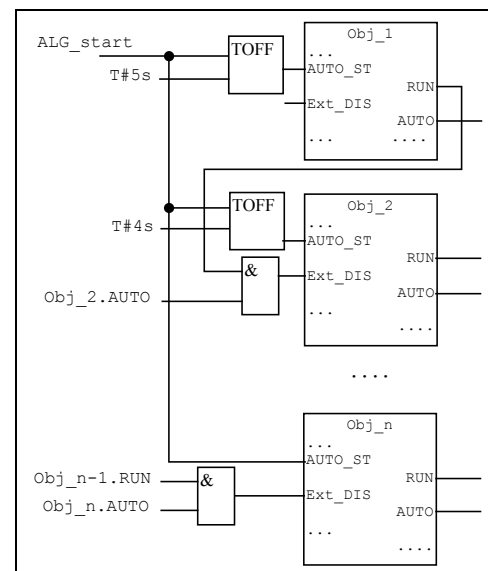 ALG_start
T#5s
TOFF
Obj_1
...
AUTO_ST
Ext_DIS
...
RUN
AUTO
....
T#4s
TOFF
&
Obj_2.AUTO
Obj_2
...
AUTO_ST
Ext_DIS
...
RUN
AUTO
....
....
Obj_n-1.RUN
Obj_n.AUTO
&
Obj_n
...
AUTO_ST
Ext_DIS
...
RUN
AUTO
....